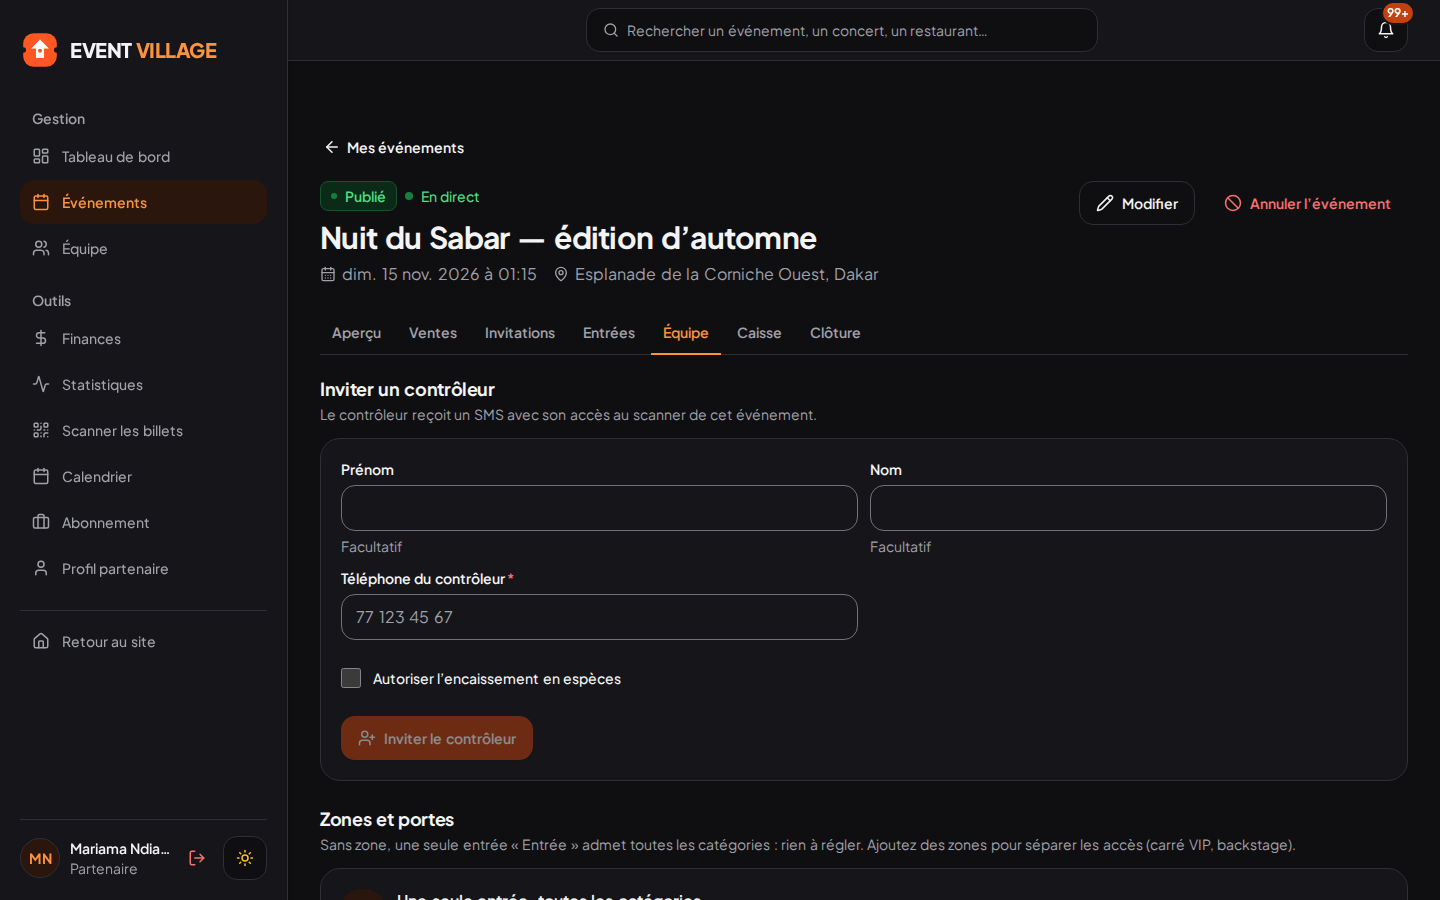 EVENT VILLAGE
Rechercher un événement, un concert, un restaurant…
99+
Gestion
Tableau de bord
Événements
Équipe
Outils
Finances
Statistiques
Scanner les billets
Calendrier
Abonnement
Profil partenaire
Retour au site
MN
Mariama Ndia…
Partenaire
Mes événements
Publié
En direct
Modifier
Annuler l’événement
Nuit du Sabar — édition d’automne
dim. 15 nov. 2026 à 01:15
Esplanade de la Corniche Ouest, Dakar
Aperçu
Ventes
Invitations
Entrées
Équipe
Caisse
Clôture
Inviter un contrôleur
Le contrôleur reçoit un SMS avec son accès au scanner de cet événement.
Prénom
Nom
Facultatif
Facultatif
Téléphone du contrôleur *
77 123 45 67
Autoriser l’encaissement en espèces
Inviter le contrôleur
Zones et portes
Sans zone, une seule entrée « Entrée » admet toutes les catégories : rien à régler. Ajoutez des zones pour séparer les accès (carré VIP, backstage).
Une seule entrée, toutes les catégories